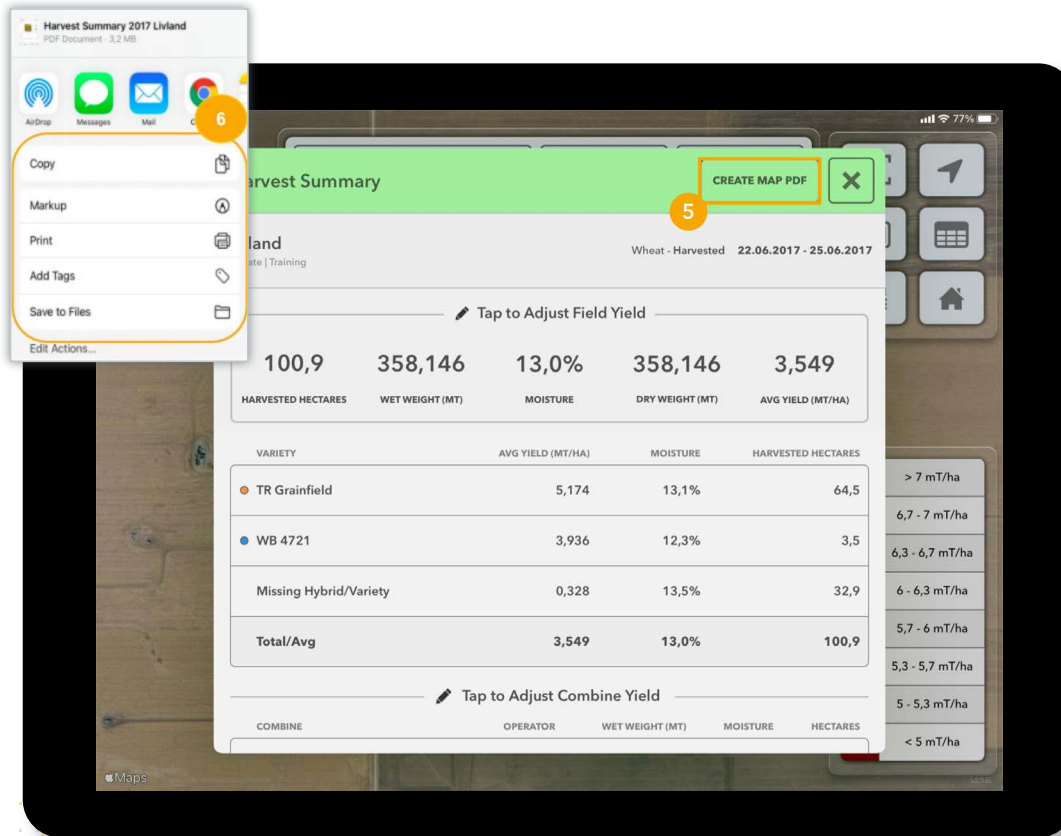 Harvest Summary 2017 Livland
PDF Document - 3,2 MB
AirDrop Messages Mail
6
Copy
Markup
Print
Add Tags
Save to Files
Edit Actions...
77%
arvest Summary
CREATE MAP PDF
5
land
ate | Training
Wheat - Harvested 22.06.2017 - 25.06.2017
Tap to Adjust Field Yield
100,9 358,146 13,0% 358,146 3,549
HARVESTED HECTARES WET WEIGHT (MT) MOISTURE DRY WEIGHT (MT) AVG YIELD (MT/HA)
VARIETY AVG YIELD (MT/HA) MOISTURE HARVESTED HECTARES
TR Grainfield 5,174 13,1% 64,5
WB 4721 3,936 12,3% 3,5
Missing Hybrid/Variety 0,328 13,5% 32,9
Total/Avg 3,549 13,0% 100,9
Tap to Adjust Combine Yield
COMBINE OPERATOR WET WEIGHT (MT) MOISTURE HECTARES
> 7 mT/ha
6,7 - 7 mT/ha
6,3 - 6,7 mT/ha
6 - 6,3 mT/ha
5,7 - 6 mT/ha
5,3 - 5,7 mT/ha
5 - 5,3 mT/ha
< 5 mT/ha
Maps
Legal